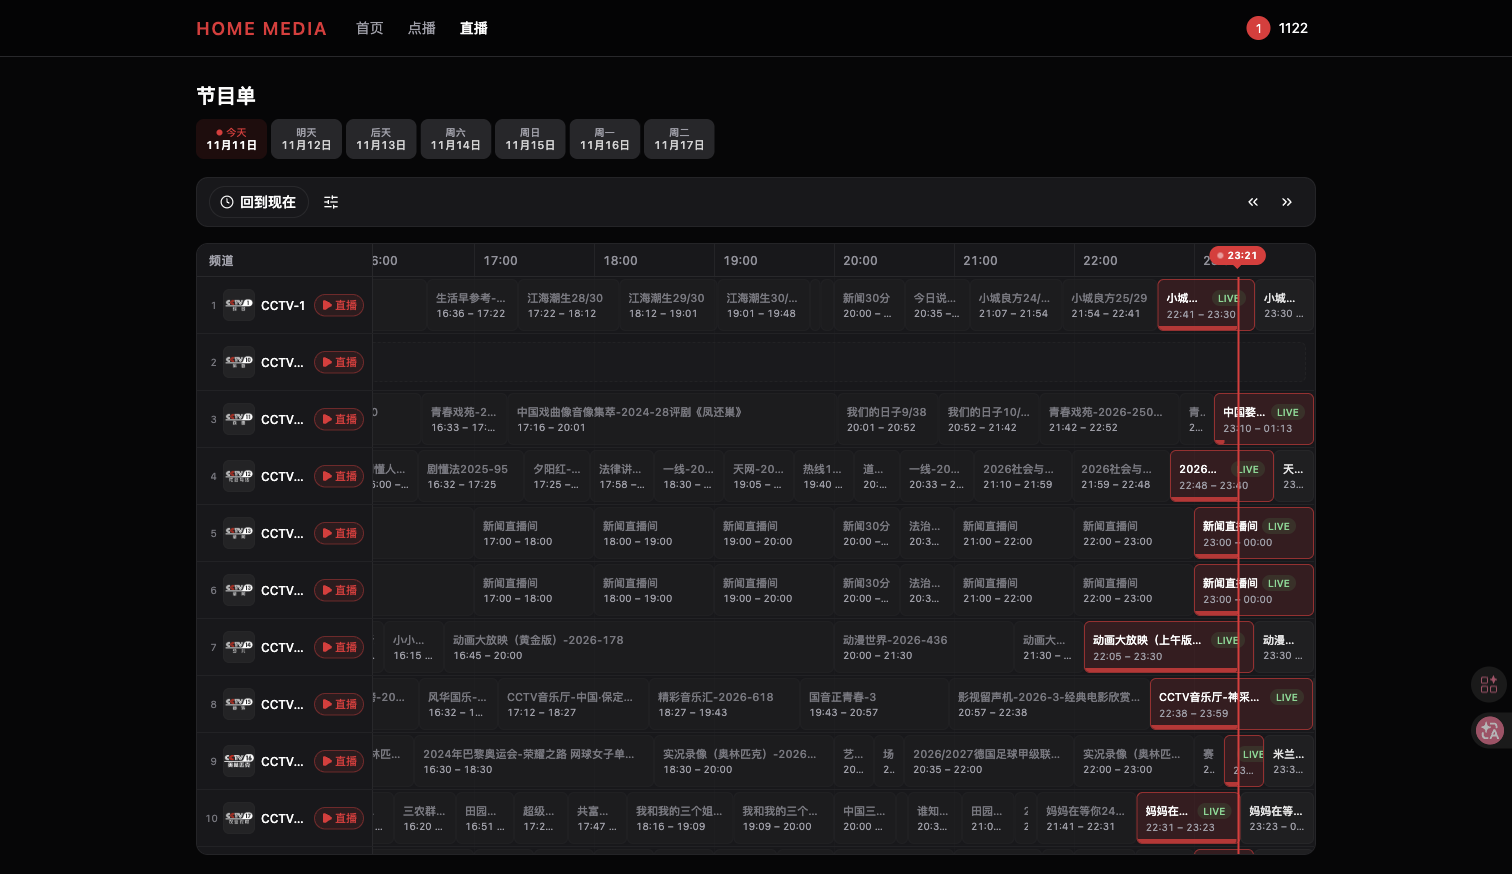 HOME MEDIA 首页 点播 直播 1 1122
节目单
今天 明天 后天 周六 周日 周一 周二
11月11日 11月12日 11月13日 11月14日 11月15日 11月16日 11月17日
回到现在
频道 6:00 17:00 18:00 19:00 20:00 21:00 22:00 23:21
1 CCTV-1 直播
生活早参考-... 江海潮生28/30 江海潮生29/30 江海潮生30/... 新闻30分 今日说... 小城良方24/... 小城良方25/29 小城... LIVE 小城...
16:36 – 17:22 17:22 – 18:12 18:12 – 19:01 19:01 – 19:48 20:00 – ... 20:35 –... 21:07 – 21:54 21:54 – 22:41 22:41 – 23:30 23:30 ...
2 CCTV... 直播
3 CCTV... 直播
青春戏苑-2... 中国戏曲像音像集萃-2024-28评剧《凤还巢》 我们的日子9/38 我们的日子10/... 青春戏苑-2026-250... 青.. 中国婺... LIVE
16:33 – 17:... 17:16 – 20:01 20:01 – 20:52 20:52 – 21:42 21:42 – 22:52 2... 23:10 – 01:13
4 CCTV... 直播
懂人... 剧懂法2025-95 夕阳红-... 法律讲... 一线-20... 天网-20... 热线1... 道... 一线-20... 2026社会与... 2026社会与... 2026... LIVE 天...
:00 –... 16:32 – 17:25 17:25 –... 17:58 –... 18:30 – ... 19:05 – ... 19:40 ... 20:... 20:33 – 2... 21:10 – 21:59 21:59 – 22:48 22:48 – 23:40 23...
5 CCTV... 直播
新闻直播间 新闻直播间 新闻直播间 新闻30分 法治... 新闻直播间 新闻直播间 新闻直播间 LIVE
17:00 – 18:00 18:00 – 19:00 19:00 – 20:00 20:00 –... 20:3... 21:00 – 22:00 22:00 – 23:00 23:00 – 00:00
6 CCTV... 直播
新闻直播间 新闻直播间 新闻直播间 新闻30分 法治... 新闻直播间 新闻直播间 新闻直播间 LIVE
17:00 – 18:00 18:00 – 19:00 19:00 – 20:00 20:00 –... 20:3... 21:00 – 22:00 22:00 – 23:00 23:00 – 00:00
7 CCTV... 直播
小小... 动画大放映（黄金版）-2026-178 动漫世界-2026-436 动画大... 动画大放映（上午版... LIVE 动漫...
16:15 ... 16:45 – 20:00 20:00 – 21:30 21:30 – ... 22:05 – 23:30 23:30 ...
8 CCTV... 直播
-20... 风华国乐-... CCTV音乐厅-中国·保定... 精彩音乐汇-2026-618 国音正青春-3 影视留声机-2026-3-经典电影欣赏... CCTV音乐厅-神采... LIVE
16:32 – 1... 17:12 – 18:27 18:27 – 19:43 19:43 – 20:57 20:57 – 22:38 22:38 – 23:59
9 CCTV... 直播
林匹... 2024年巴黎奥运会-荣耀之路 网球女子单... 实况录像（奥林匹克）-2026... 艺... 场 2026/2027德国足球甲级联... 实况录像（奥林匹... 赛 LIVE 米兰...
16:30 – 18:30 18:30 – 20:00 20... 2.. 20:35 – 22:00 22:00 – 23:00 2.. 23... 23:3...
10 CCTV... 直播
三农群... 田园... 超级... 共富... 我和我的三个姐... 我和我的三个... 中国三... 谁知... 田园... 2 妈妈在等你24... 妈妈在... LIVE 妈妈在等...
16:20 ... 16:51 ... 17:2... 17:47 ... 18:16 – 19:09 19:09 – 20:00 20:00 ... 20:3... 21:0... 2 21:41 – 22:31 22:31 – 23:23 23:23 – 0...